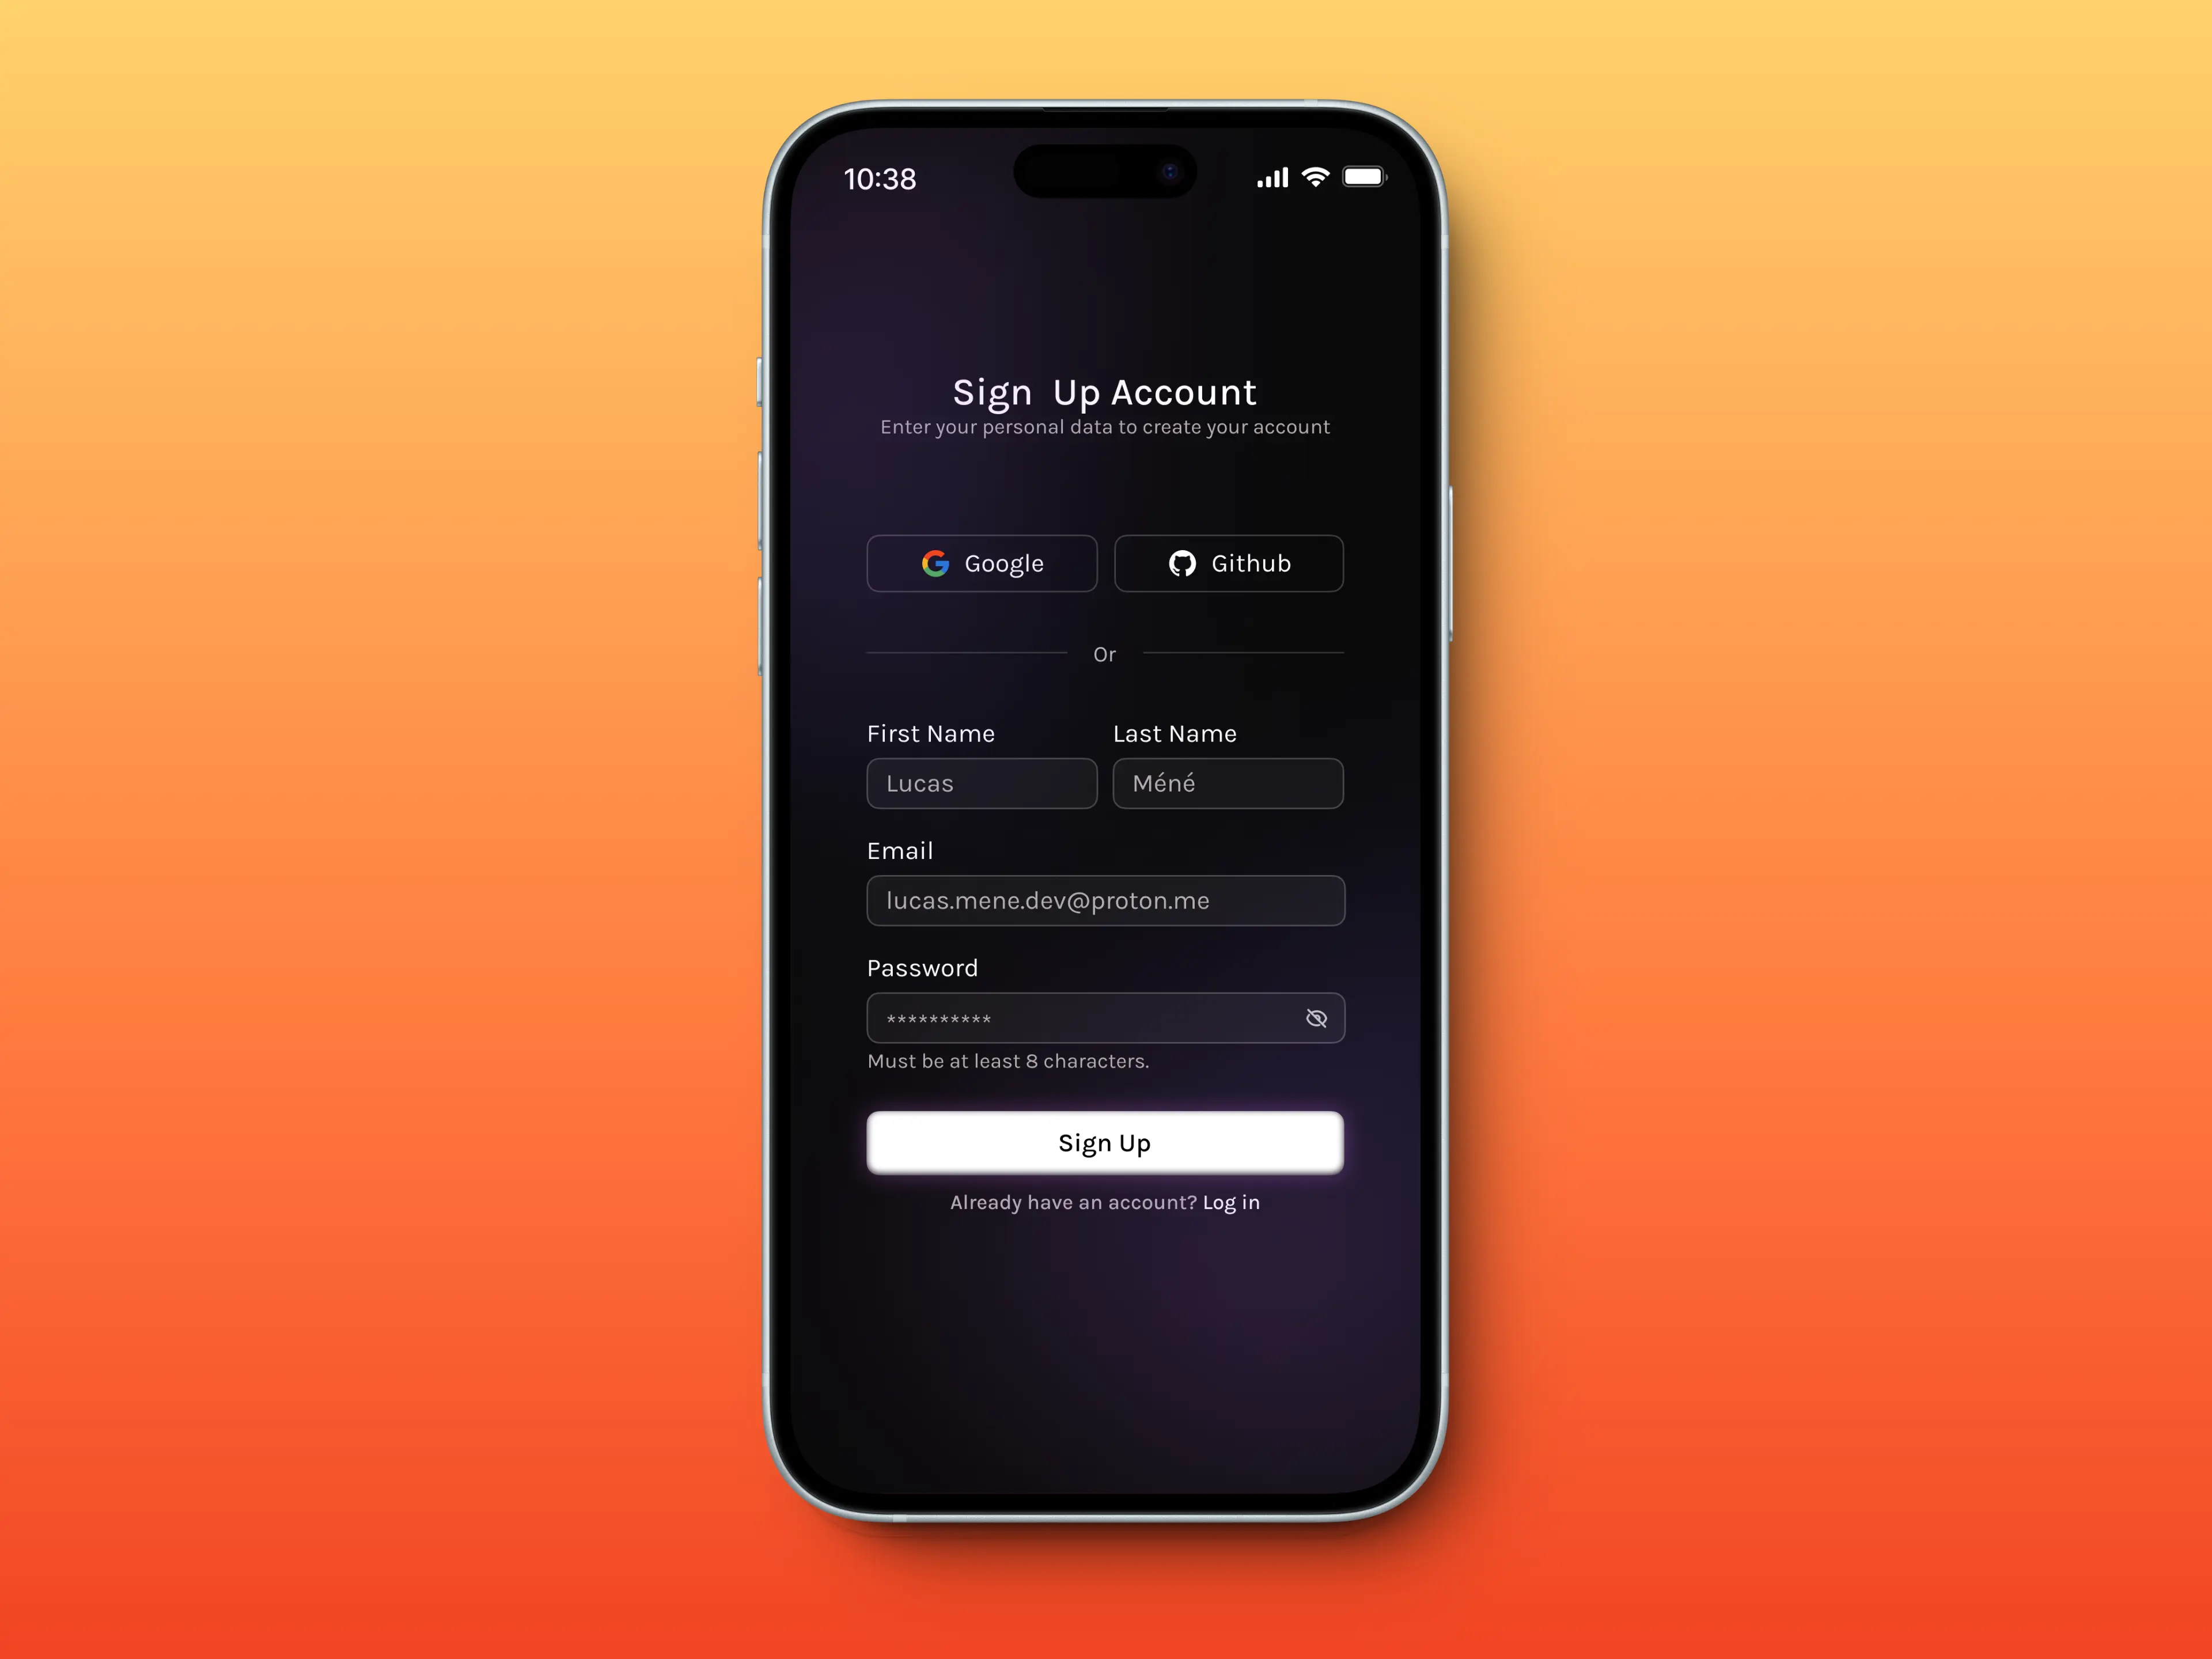 10:38
Sign  Up Account
Enter your personal data to create your account
Google Github
Or
First Name Last Name
Lucas Méné
Email
lucas.mene.dev@proton.me
Password
**********
Must be at least 8 characters.
Sign Up
Already have an account? Log in